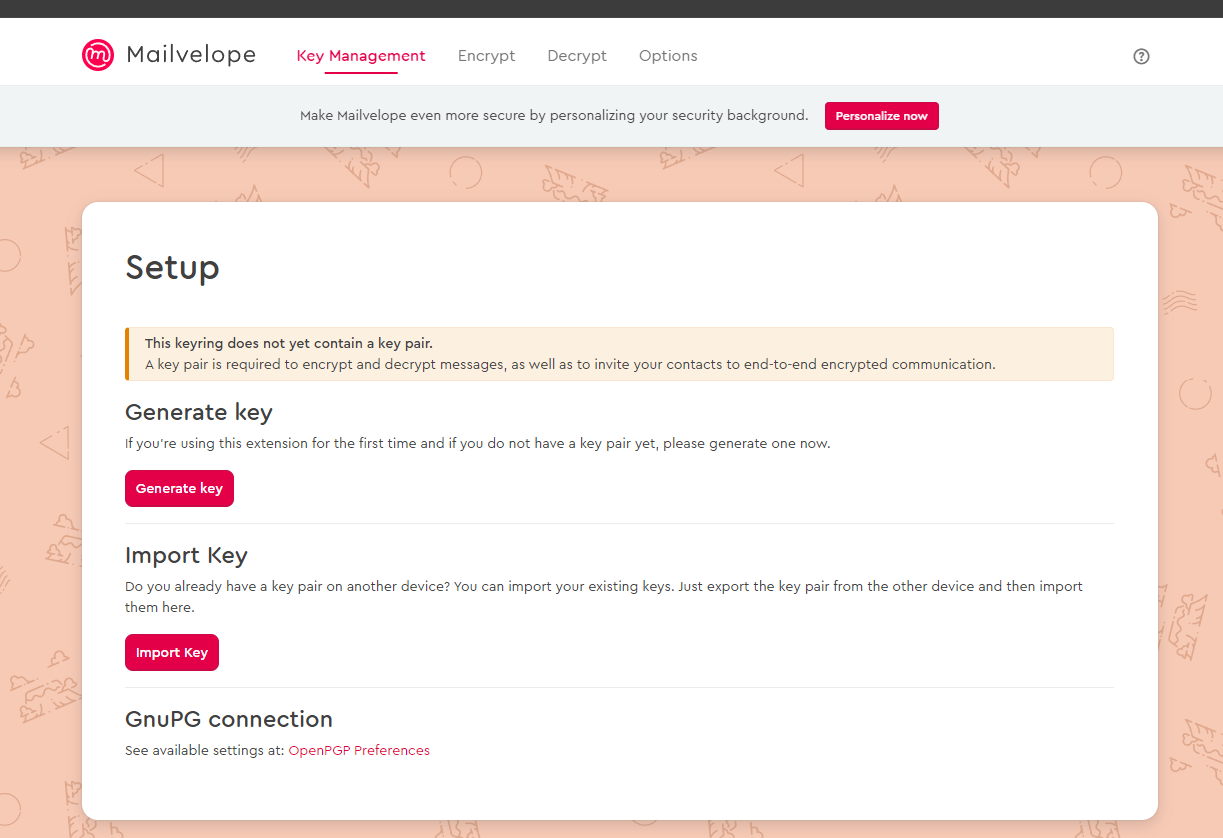 Mailvelope Key Management Encrypt Decrypt Options
Make Mailvelope even more secure by personalizing your security background. Personalize now
Setup
This keyring does not yet contain a key pair.
A key pair is required to encrypt and decrypt messages, as well as to invite your contacts to end-to-end encrypted communication.
Generate key
If you're using this extension for the first time and if you do not have a key pair yet, please generate one now.
Generate key
Import Key
Do you already have a key pair on another device? You can import your existing keys. Just export the key pair from the other device and then import
them here.
Import Key
GnuPG connection
See available settings at: OpenPGP Preferences